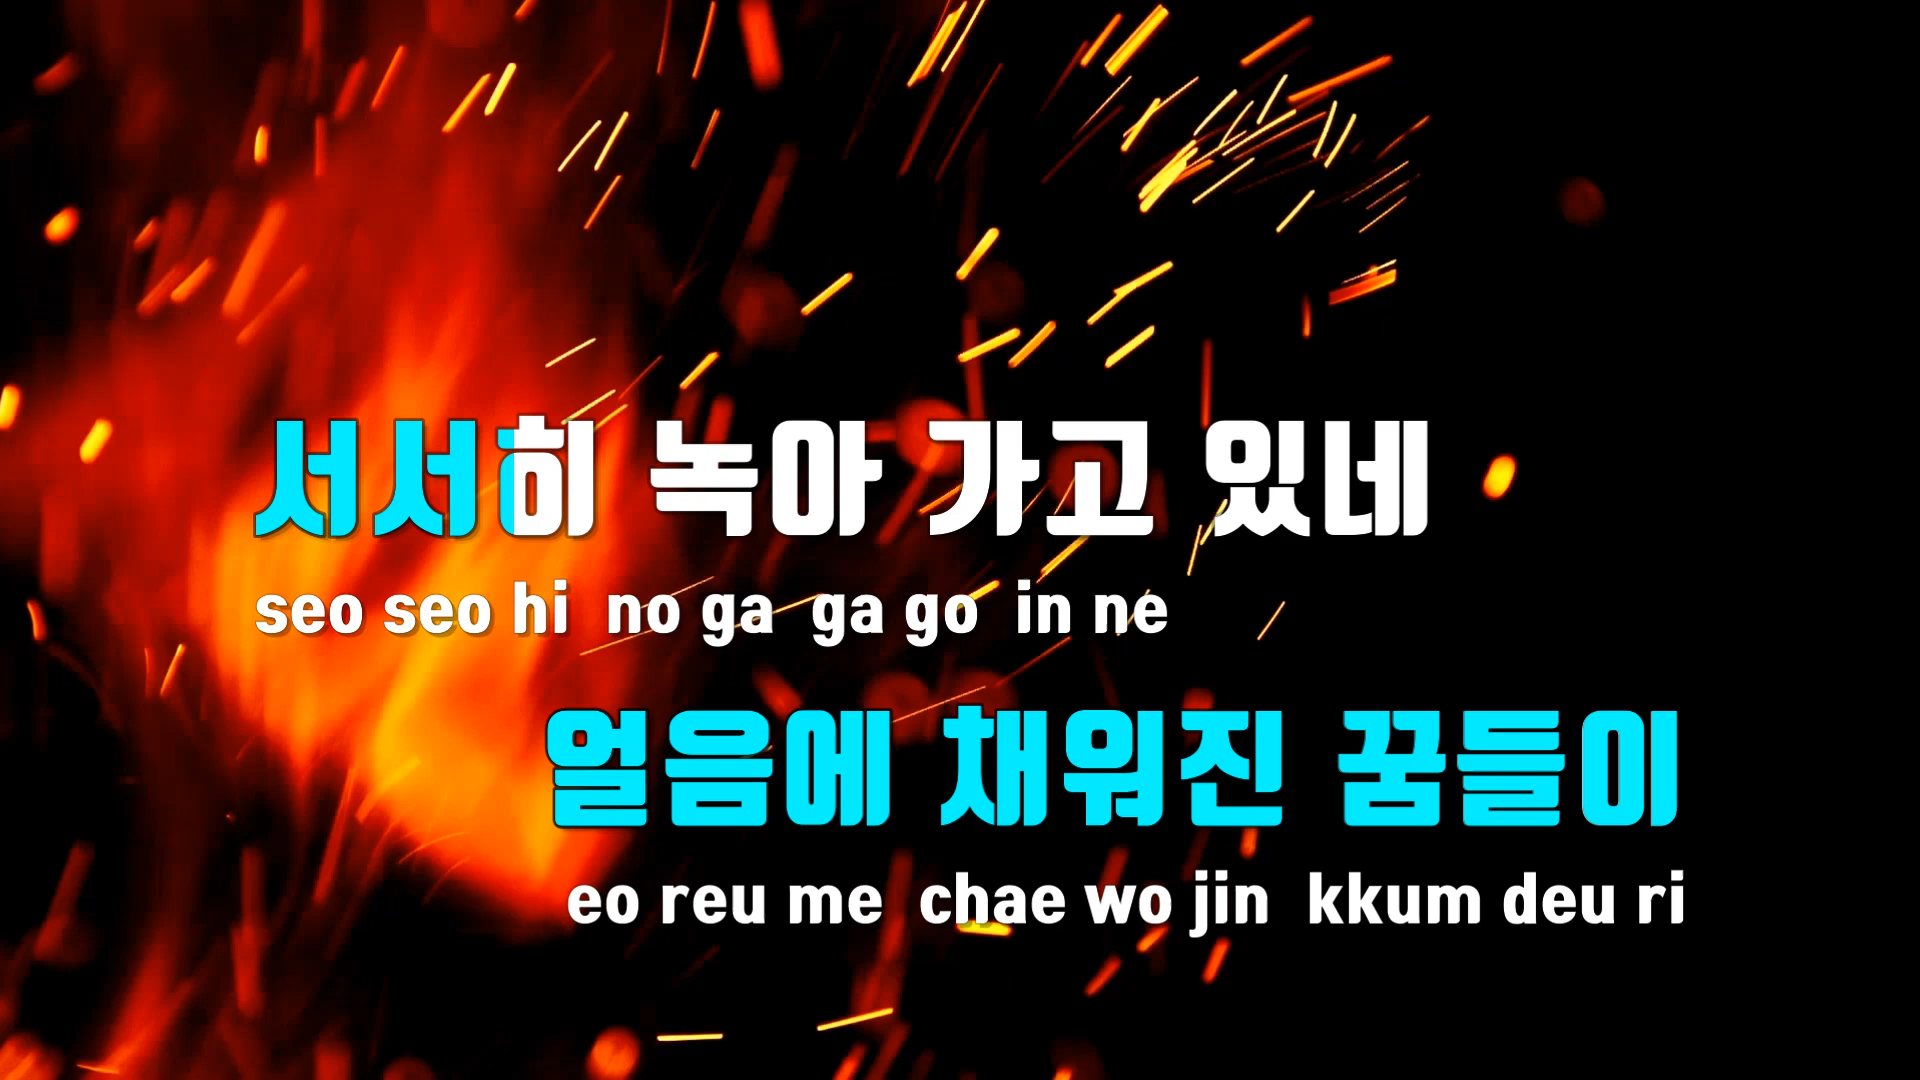 서서히 녹아 가고 있네
seo seo hi no ga ga go in ne
얼음에 채워진 꿈들이
eo reu me chae wo jin kkum deu ri